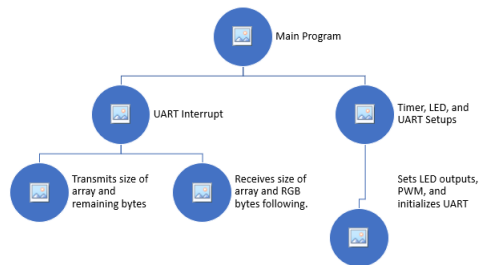 Main Program
UART Interrupt
Timer, LED, and
UART Setups
Transmits size of
array and
remaining bytes
Receives size of
array and RGB
bytes following.
Sets LED outputs,
PWM, and
initializes UART